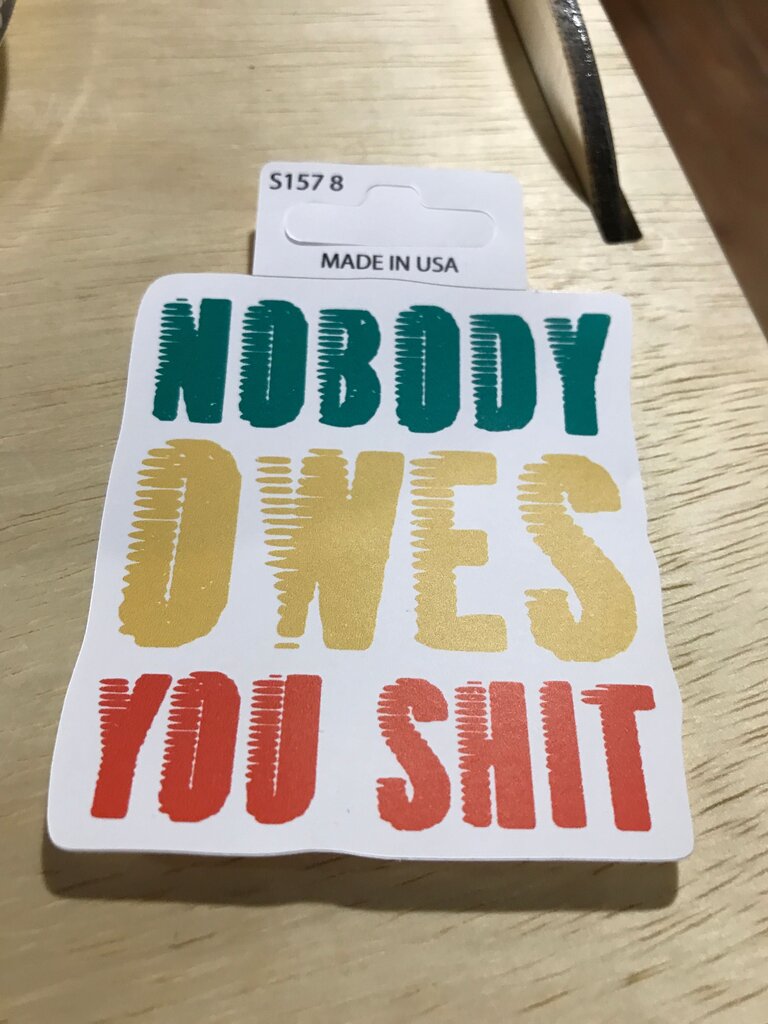 S157 8
MADE IN USA
NOBODY
OWES
YOU SHIT